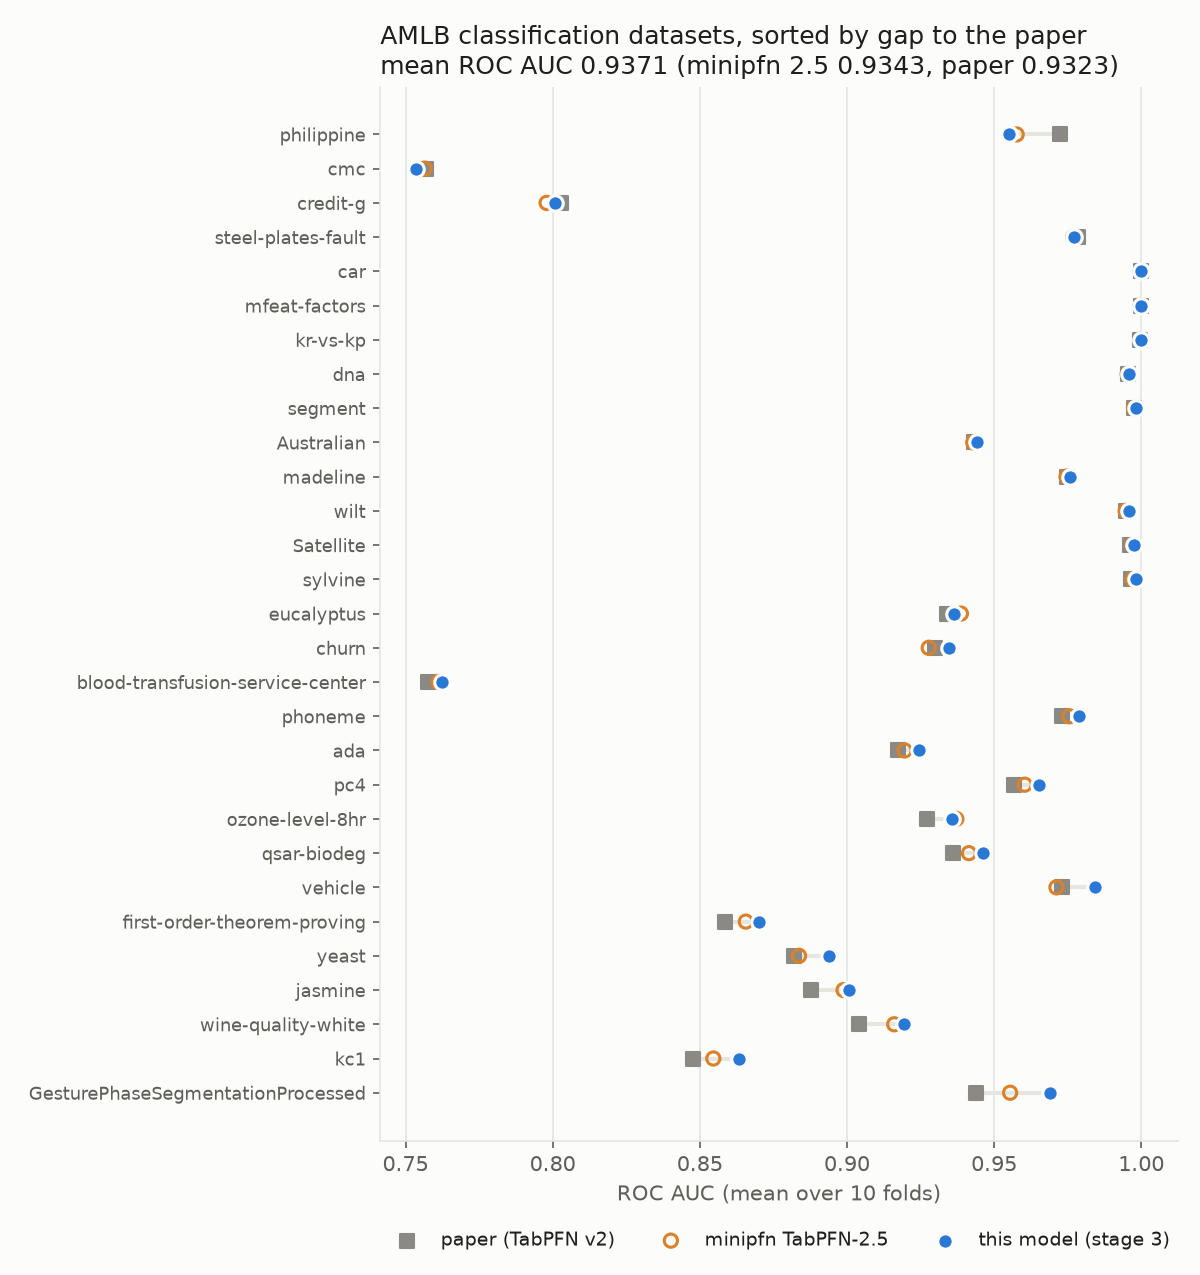 AMLB classification datasets, sorted by gap to the paper
mean ROC AUC 0.9371 (minipfn 2.5 0.9343, paper 0.9323)
philippine
cmc
credit-g
steel-plates-fault
car
mfeat-factors
kr-vs-kp
dna
segment
Australian
madeline
wilt
Satellite
sylvine
eucalyptus
churn
blood-transfusion-service-center
phoneme
ada
pc4
ozone-level-8hr
qsar-biodeg
vehicle
first-order-theorem-proving
yeast
jasmine
wine-quality-white
kc1
GesturePhaseSegmentationProcessed
0.75 0.80 0.85 0.90 0.95 1.00
ROC AUC (mean over 10 folds)
paper (TabPFN v2) minipfn TabPFN-2.5 this model (stage 3)